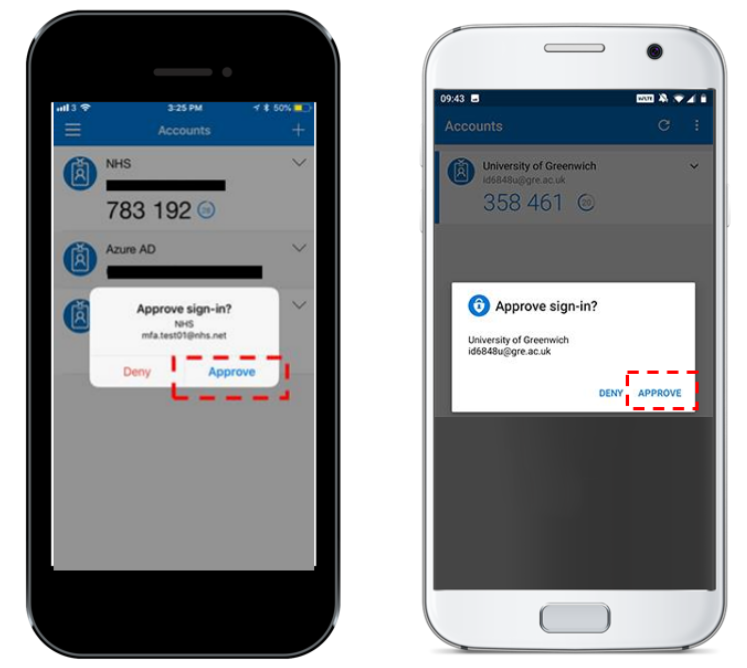 3
3:25 PM
50%
Accounts
NHS
783 192
28
Azure AD
Approve sign-in?
NHS
mfa.test01@nhs.net
Deny
Approve
09:43
Accounts
University of Greenwich
id6848u@gre.ac.uk
358 461
Approve sign-in?
University of Greenwich
id6848u@gre.ac.uk
DENY
APPROVE